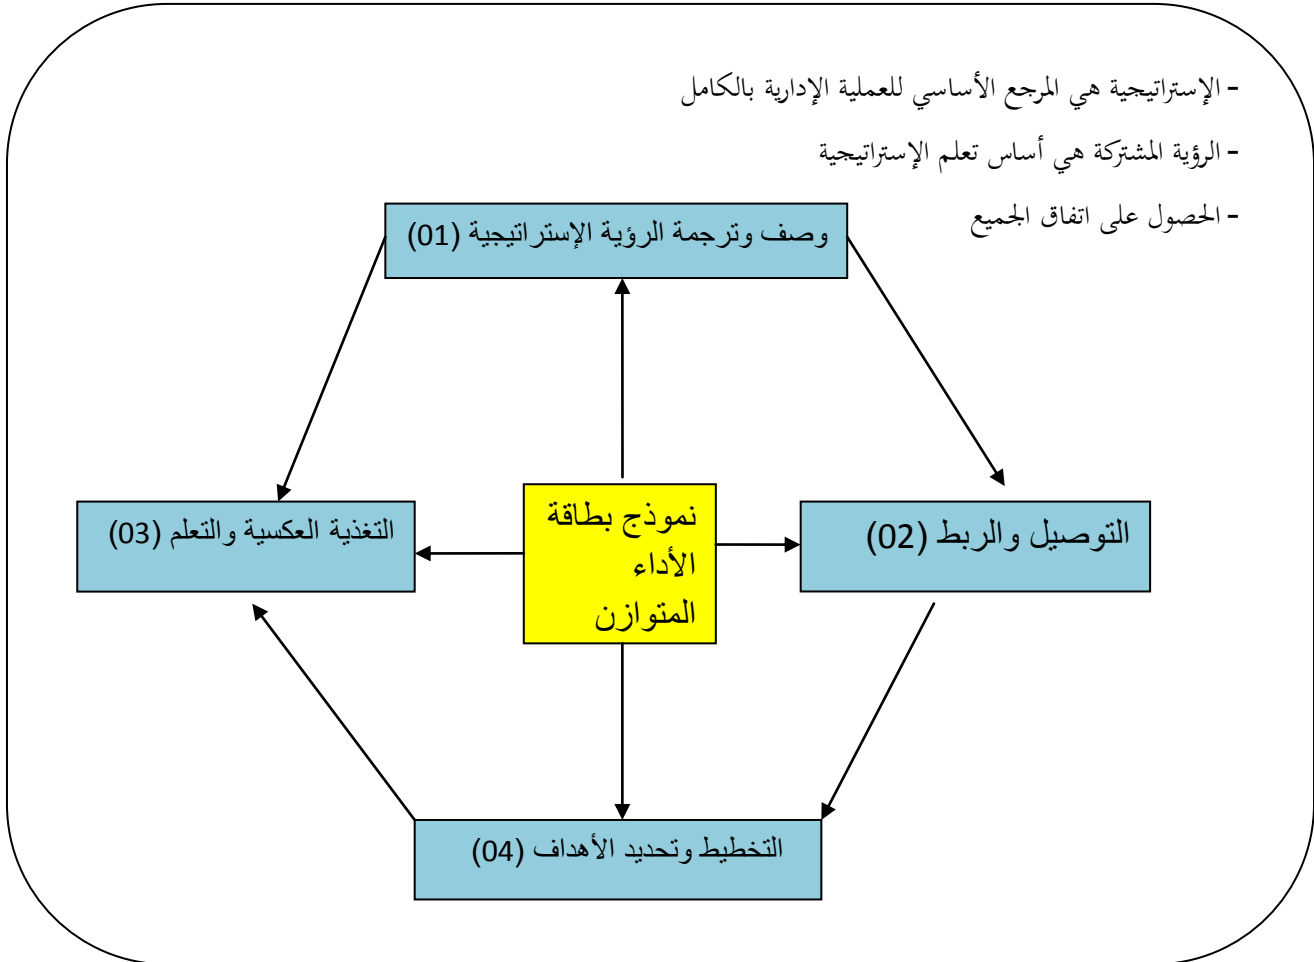 - الإستراتيجية هي المرجع الأساسي للعملية الإدارية بالكامل
- الرؤية المشتركة هي أساس تعلم الإستراتيجية
- الحصول على اتفاق الجميع
وصف وترجمة الرؤية الإستراتيجية (01)
التوصيل والربط (02)
نموذج بطاقة
الأداء
المتوازن
التغذية العكسية والتعلم (03)
التخطيط وتحديد الأهداف (04)